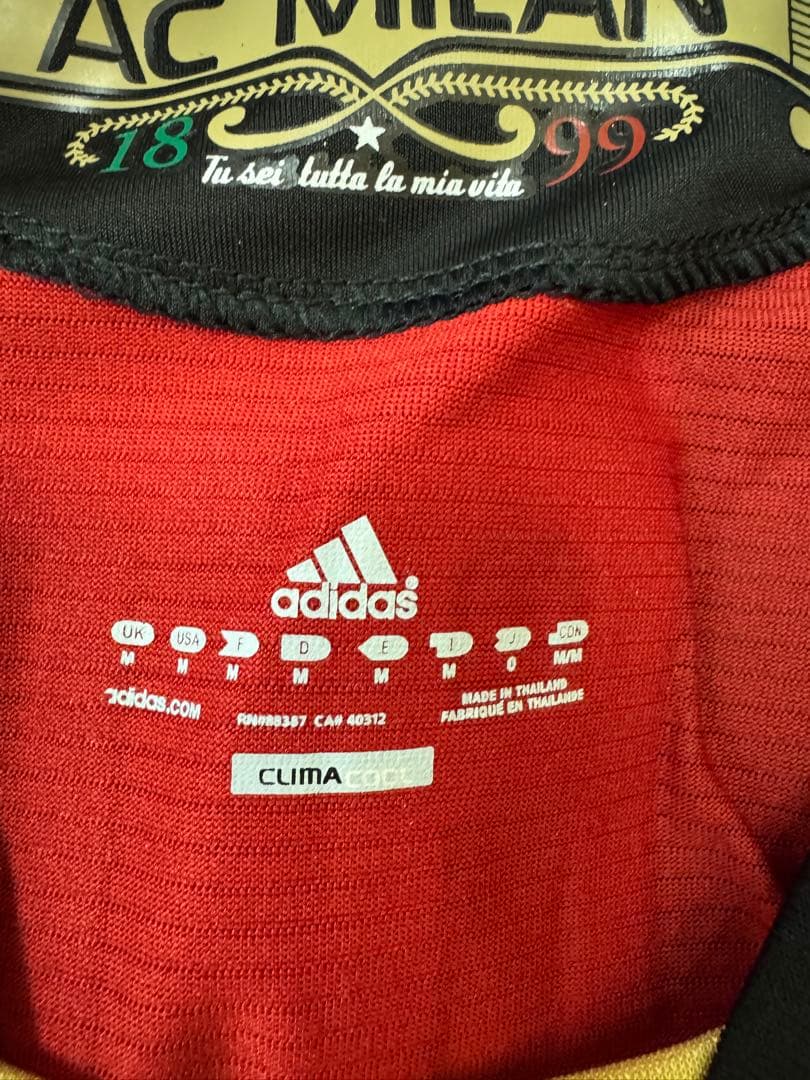 AC MILAN
18 99
Tu sei tutta la mia vita
adidas
UK USA F D E I J CDN
M M M M M M O M/M
adidas.COM
RN#88387 CA# 40312
MADE IN THAILAND
FABRIQUÉ EN THAILANDE
CLIMACOOL